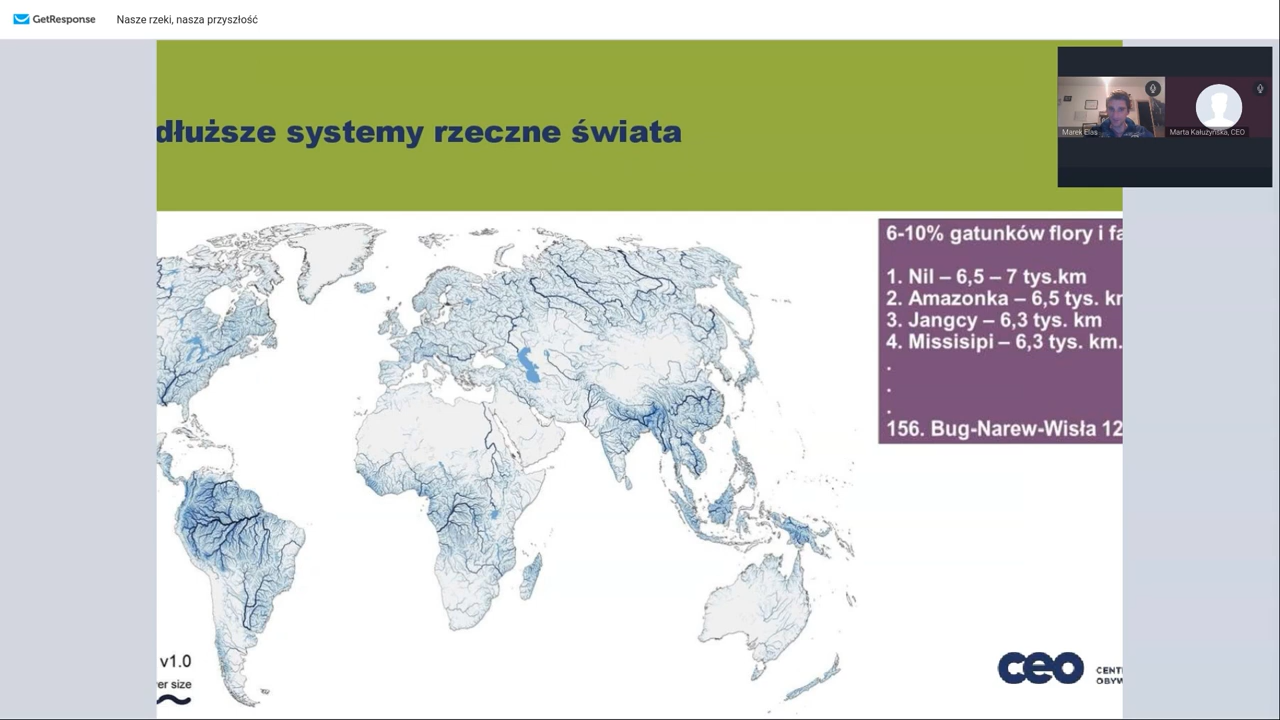 GetResponse Nasze rzeki, nasza przyszłość
dłuższe systemy rzeczne świata
Marek Elas
Marta Kałużyńska, CEO
6-10% gatunków flory i fa
1. Nil – 6,5 – 7 tys.km
2. Amazonka – 6,5 tys. km
3. Jangcy – 6,3 tys. km
4. Missisipi – 6,3 tys. km.
.
.
.
156. Bug-Narew-Wisła 12
v1.0
er size
ceo
CENT
OBYW